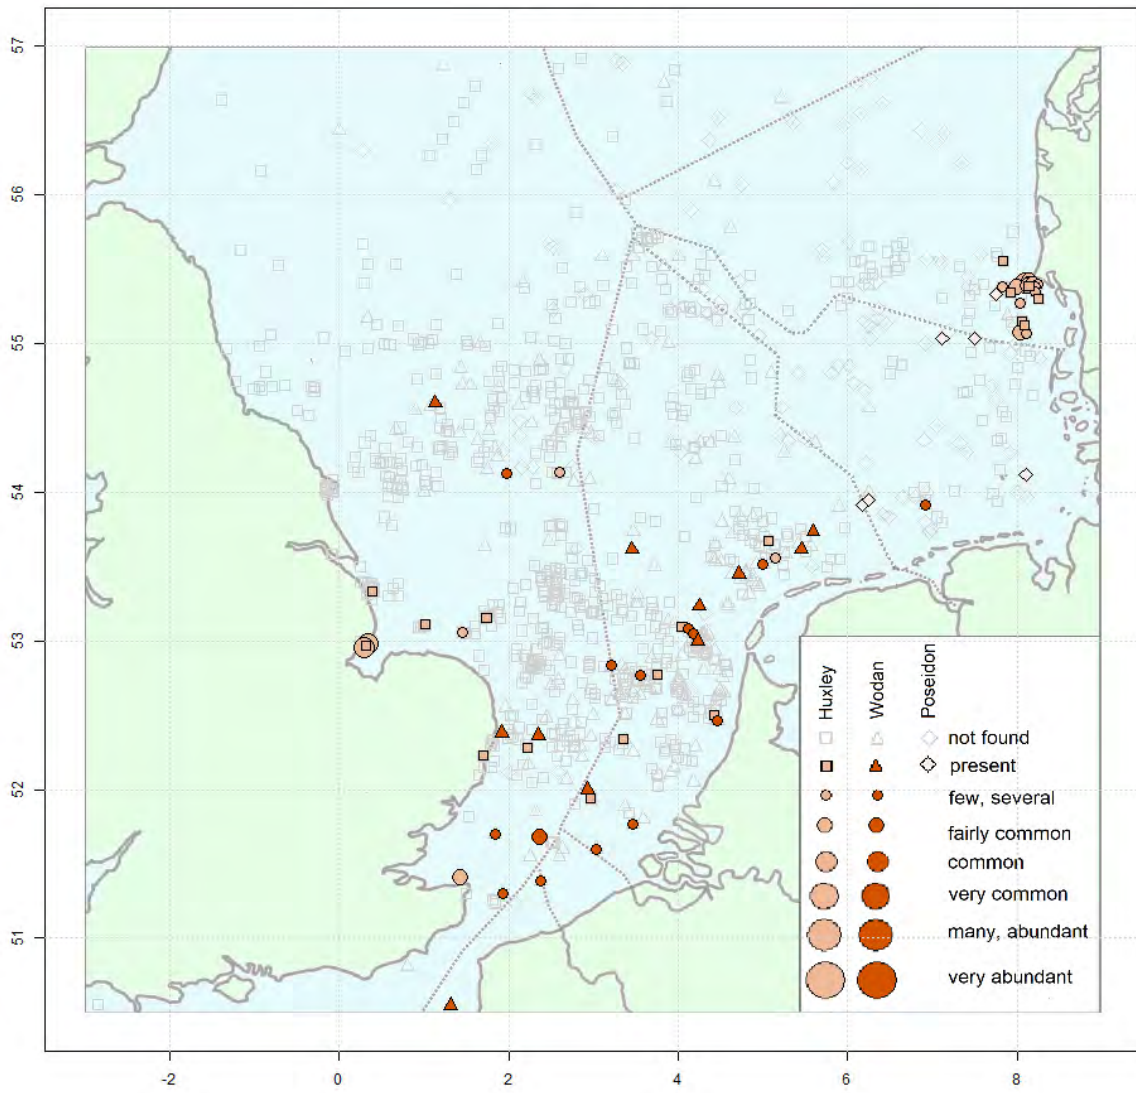 57
56
55
54
53
52
51
Huxley Wodan Poseidon
not found
present
few, several
fairly common
common
very common
many, abundant
very abundant
-2 0 2 4 6 8